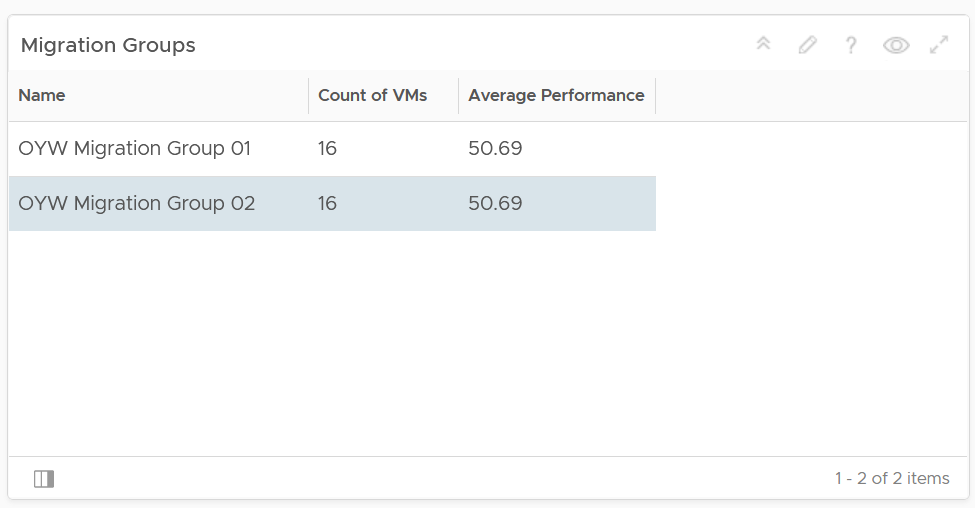 Migration Groups
?
Name Count of VMs Average Performance
OYW Migration Group 01 16 50.69
OYW Migration Group 02 16 50.69
1 - 2 of 2 items